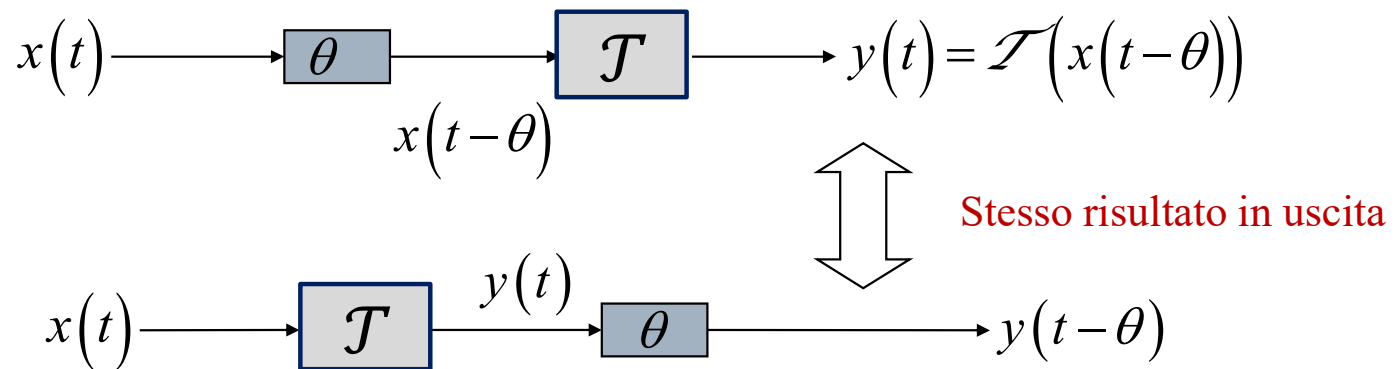 x(t) θ 𝒯 y(t) = 𝒯(x(t−θ))
x(t−θ)
Stesso risultato in uscita
x(t) 𝒯 y(t) θ y(t−θ)